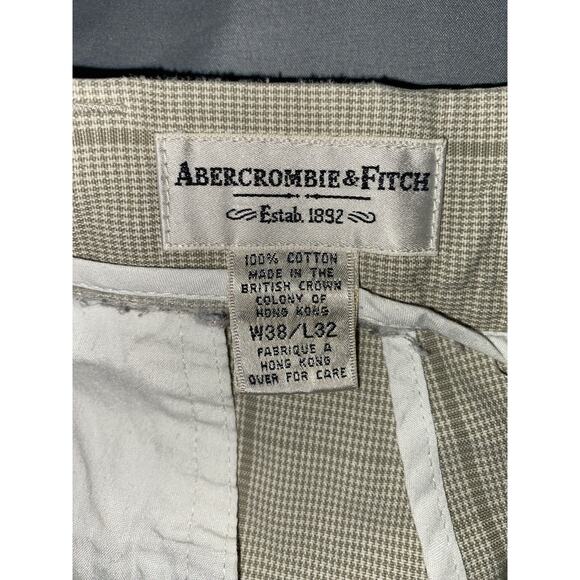 ABERCROMBIE & FITCH
Estab. 1892
100% COTTON
MADE IN THE
BRITISH CROWN
COLONY OF
HONG KONG
W38/L32
FABRIQUE A
HONG KONG
OVER FOR CARE